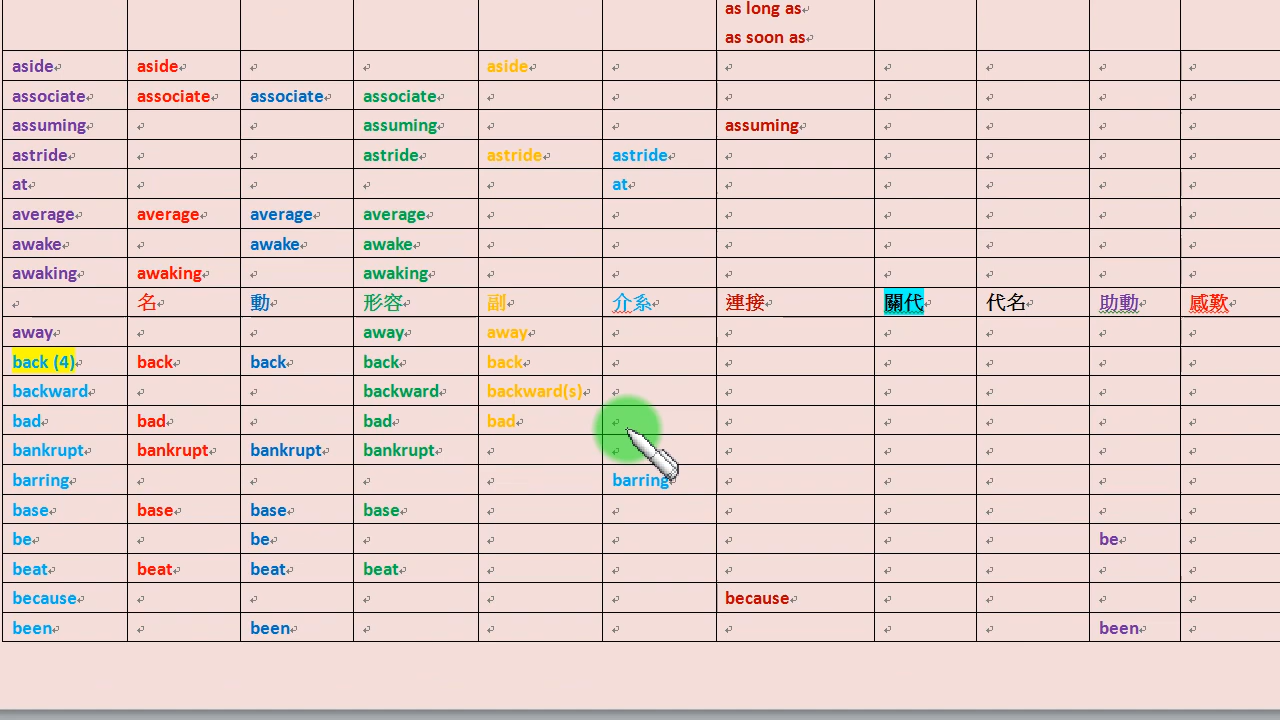 as long as
as soon as
aside aside aside
associate associate associate associate
assuming assuming assuming
astride astride astride astride
at at
average average average average
awake awake awake
awaking awaking awaking
名 動 形容 副 介系 連接 關代 代名 助動 感歎
away away away
back (4) back back back back
backward backward backward(s)
bad bad bad bad
bankrupt bankrupt bankrupt bankrupt
barring barring
base base base base
be be be
beat beat beat beat
because because
been been been